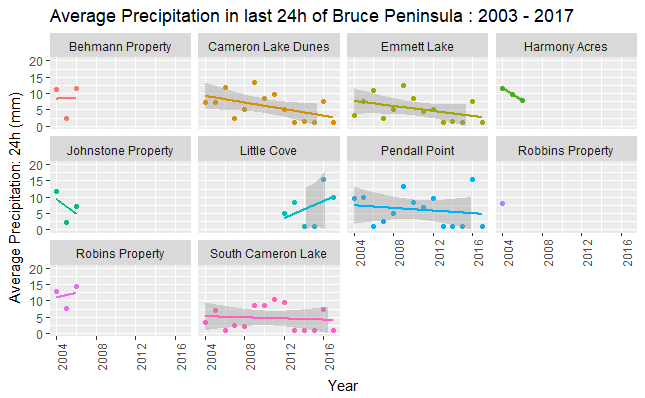 Average Precipitation in last 24h of Bruce Peninsula : 2003 - 2017
Behmann Property Cameron Lake Dunes Emmett Lake Harmony Acres
20
15
10
5
0
Johnstone Property Little Cove Pendall Point Robbins Property
20
15
10
5
0
2004 2008 2012 2016 2004 2008 2012 2016
Robins Property South Cameron Lake
20
15
10
5
0
2004 2008 2012 2016 2004 2008 2012 2016
Average Precipitation: 24h (mm)
Year